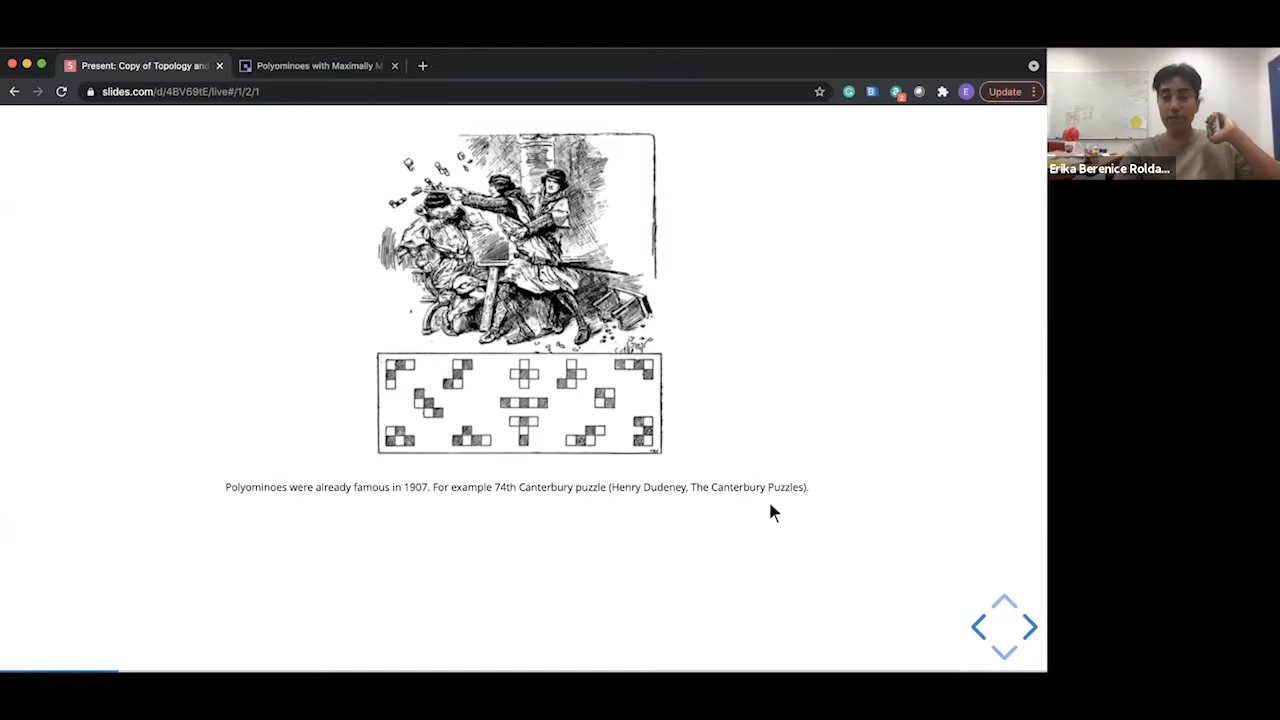 Present: Copy of Topology and
Polyominoes with Maximally M
slides.com/d/4BV69tE/live#/1/2/1
2
E
Update
Erika Berenice Rolda...
Polyominoes were already famous in 1907. For example 74th Canterbury puzzle (Henry Dudeney, The Canterbury Puzzles).